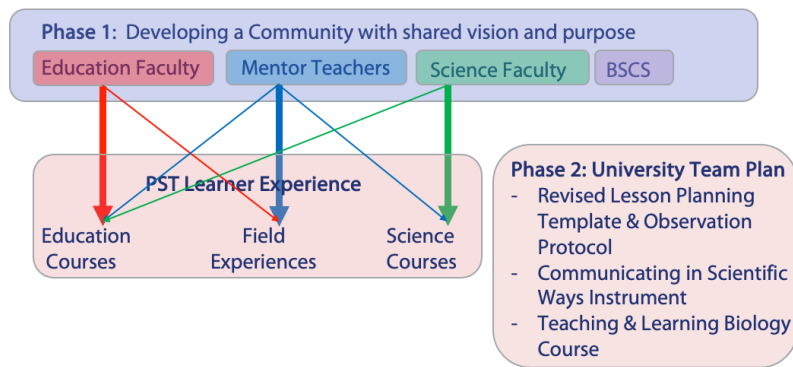 Phase 1: Developing a Community with shared vision and purpose
Education Faculty
Mentor Teachers
Science Faculty
BSCS
PST Learner Experience
Education
Courses
Field
Experiences
Science
Courses
Phase 2: University Team Plan
- Revised Lesson Planning
Template & Observation
Protocol
- Communicating in Scientific
Ways Instrument
- Teaching & Learning Biology
Course